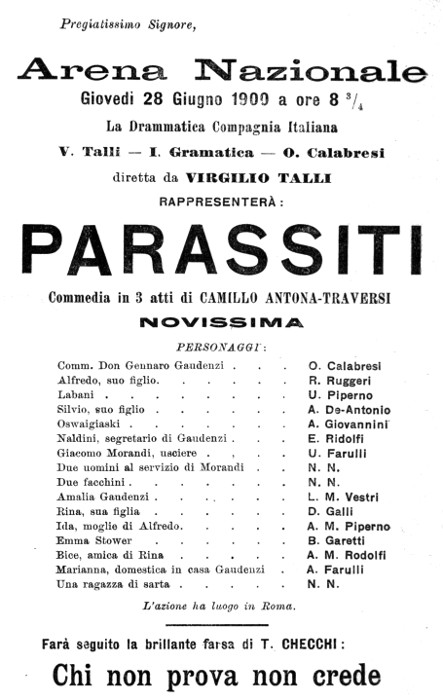 Pregiatissimo Signore,
Arena Nazionale
Giovedi 28 Giugno 1900 a ore 8 3/4
La Drammatica Compagnia Italiana
V. Talli — I. Gramatica — O. Calabresi
diretta da VIRGILIO TALLI
RAPPRESENTERÀ :
PARASSITI
Commedia in 3 atti di CAMILLO ANTONA-TRAVERSI
NOVISSIMA
PERSONAGGI :
Comm. Don Gennaro Gaudenzi . . . O. Calabresi
Alfredo, suo figlio. . . . . . R. Ruggeri
Labani . . . . . . . . U. Piperno
Silvio, suo figlio . . . . . . A. De-Antonio
Oswaigiaski . . . . . . . A. Giovannini
Naldini, segretario di Gaudenzi . . . E. Ridolfi
Giacomo Morandi, usciere . . . . U. Farulli
Due uomini al servizio di Morandi . . N. N.
Due facchini . . . . . . . N. N.
Amalia Gaudenzi . . . . . . L. M. Vestri
Rina, sua figlia . . . . . . D. Galli
Ida, moglie di Alfredo. . . . . A. M. Piperno
Emma Stower . . . . . . B. Garetti
Bice, amica di Rina . . . . . A. M. Rodolfi
Marianna, domestica in casa Gaudenzi . A. Farulli
Una ragazza di sarta . . . . . N. N.
L'azione ha luogo in Roma.
Farà seguito la brillante farsa di T. CHECCHI :
Chi non prova non crede